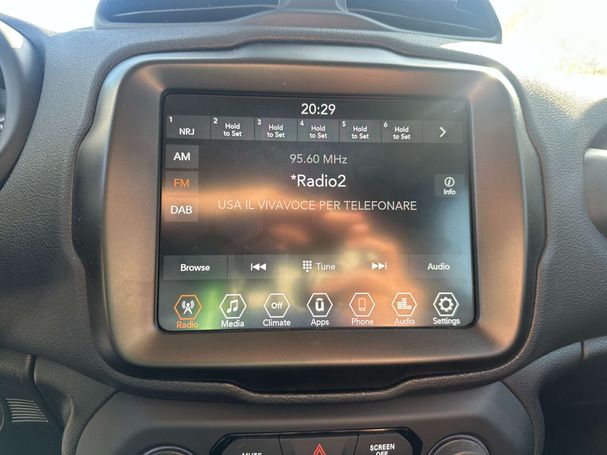 20:29
1 NRJ 2 Hold to Set 3 Hold to Set 4 Hold to Set 5 Hold to Set 6 Hold to Set
AM
95.60 MHz
FM
*Radio2
Info
DAB
USA IL VIVAVOCE PER TELEFONARE
Browse Tune Audio
Off
Radio Media Climate Apps Phone Audio Settings
MUTE SCREEN OFF